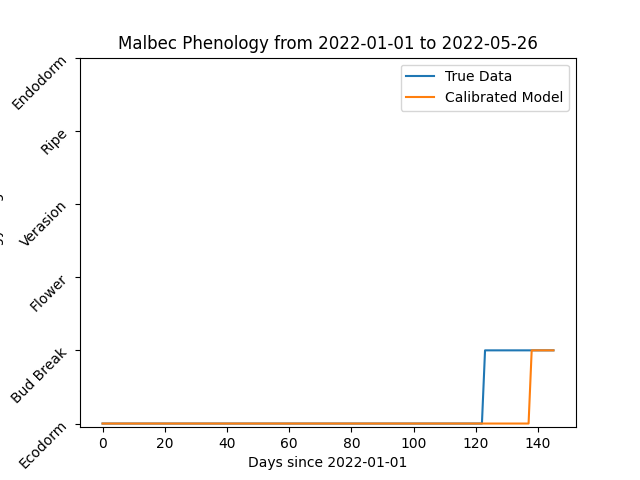 Malbec Phenology from 2022-01-01 to 2022-05-26
True Data
Calibrated Model
Endodorm
Ripe
Verasion
Flower
Bud Break
Ecodorm
0 20 40 60 80 100 120 140
Days since 2022-01-01